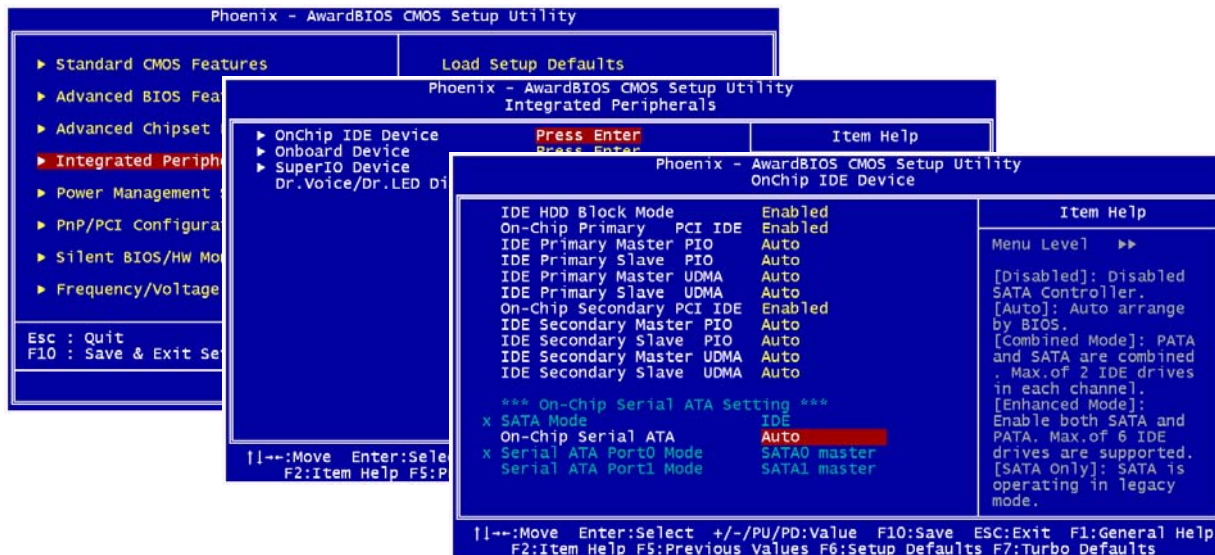 Phoenix - AwardBIOS CMOS Setup Utility
▶ Standard CMOS Features
Load Setup Defaults
▶ Advanced BIOS Fea
▶ Advanced Chipset
▶ Integrated Periph
▶ Power Management
▶ PnP/PCI Configura
▶ Silent BIOS/HW Mo
▶ Frequency/Voltage
Esc : Quit
F10 : Save & Exit Se
Phoenix - AwardBIOS CMOS Setup Utility
Integrated Peripherals
▶ OnChip IDE Device Press Enter
▶ Onboard Device Press Enter
▶ SuperIO Device
Dr.Voice/Dr.LED Di
Item Help
↑↓→←:Move Enter:Sele
F2:Item Help F5:P
Phoenix - AwardBIOS CMOS Setup Utility
OnChip IDE Device
IDE HDD Block Mode Enabled
On-Chip Primary PCI IDE Enabled
IDE Primary Master PIO Auto
IDE Primary Slave PIO Auto
IDE Primary Master UDMA Auto
IDE Primary Slave UDMA Auto
On-Chip Secondary PCI IDE Enabled
IDE Secondary Master PIO Auto
IDE Secondary Slave PIO Auto
IDE Secondary Master UDMA Auto
IDE Secondary Slave UDMA Auto
*** On-Chip Serial ATA Setting ***
x SATA Mode IDE
On-Chip Serial ATA Auto
x Serial ATA Port0 Mode SATA0 master
Serial ATA Port1 Mode SATA1 master
Item Help
Menu Level ▶▶
[Disabled]: Disabled
SATA Controller.
[Auto]: Auto arrange
by BIOS.
[Combined Mode]: PATA
and SATA are combined
. Max.of 2 IDE drives
in each channel.
[Enhanced Mode]:
Enable both SATA and
PATA. Max.of 6 IDE
drives are supported.
[SATA Only]: SATA is
operating in legacy
mode.
↑↓→←:Move Enter:Select +/-/PU/PD:Value F10:Save ESC:Exit F1:General Help
F2:Item Help F5:Previous Values F6:Setup Defaults F7:Turbo Defaults